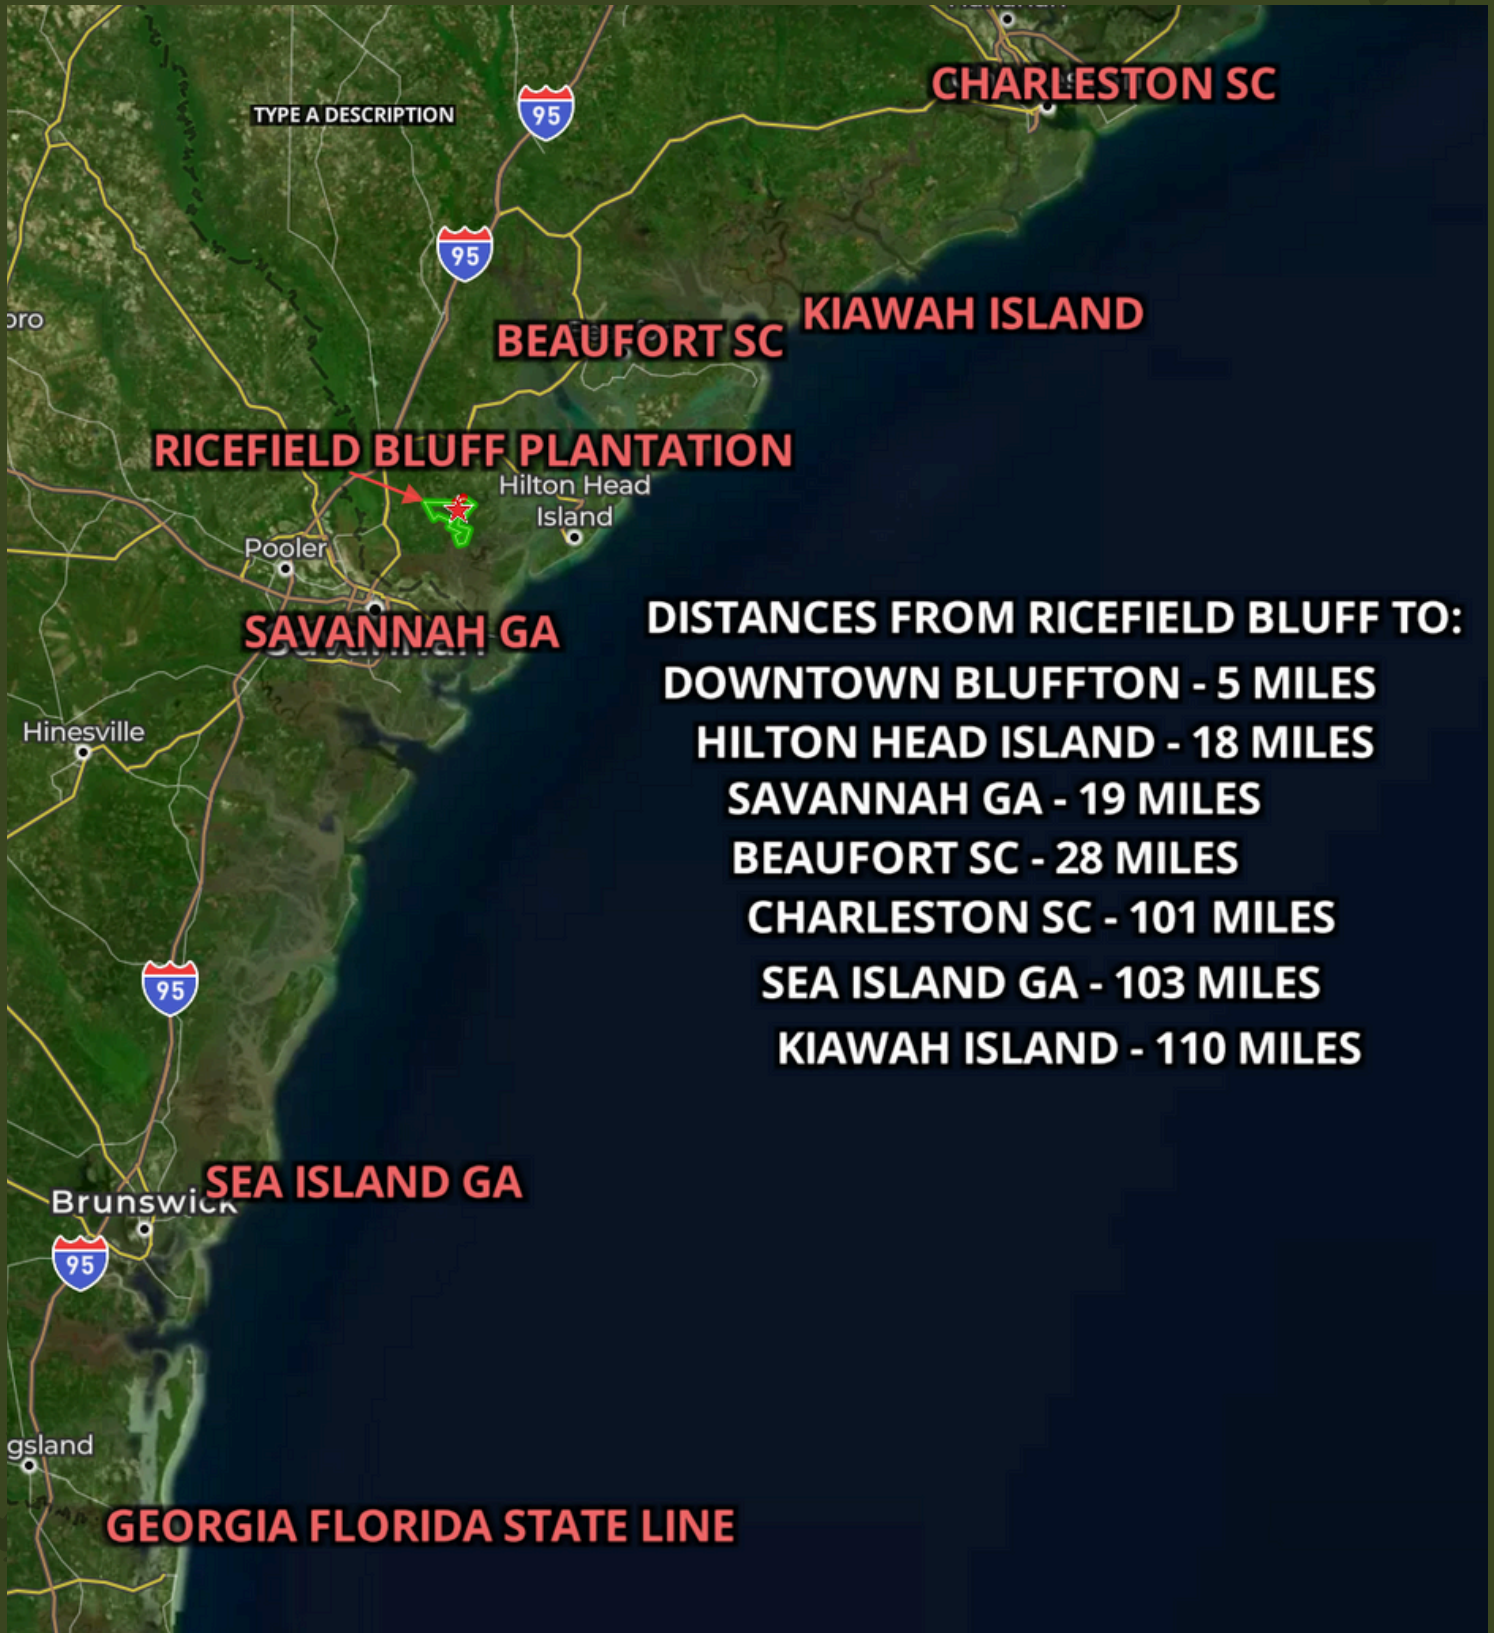 CHARLESTON SC
TYPE A DESCRIPTION
95
95
KIAWAH ISLAND
BEAUFORT SC
RICEFIELD BLUFF PLANTATION
Hilton Head
Island
Pooler
SAVANNAH GA
DISTANCES FROM RICEFIELD BLUFF TO:
DOWNTOWN BLUFFTON - 5 MILES
HILTON HEAD ISLAND - 18 MILES
SAVANNAH GA - 19 MILES
BEAUFORT SC - 28 MILES
CHARLESTON SC - 101 MILES
SEA ISLAND GA - 103 MILES
KIAWAH ISLAND - 110 MILES
Hinesville
95
SEA ISLAND GA
Brunswick
95
gsland
GEORGIA FLORIDA STATE LINE